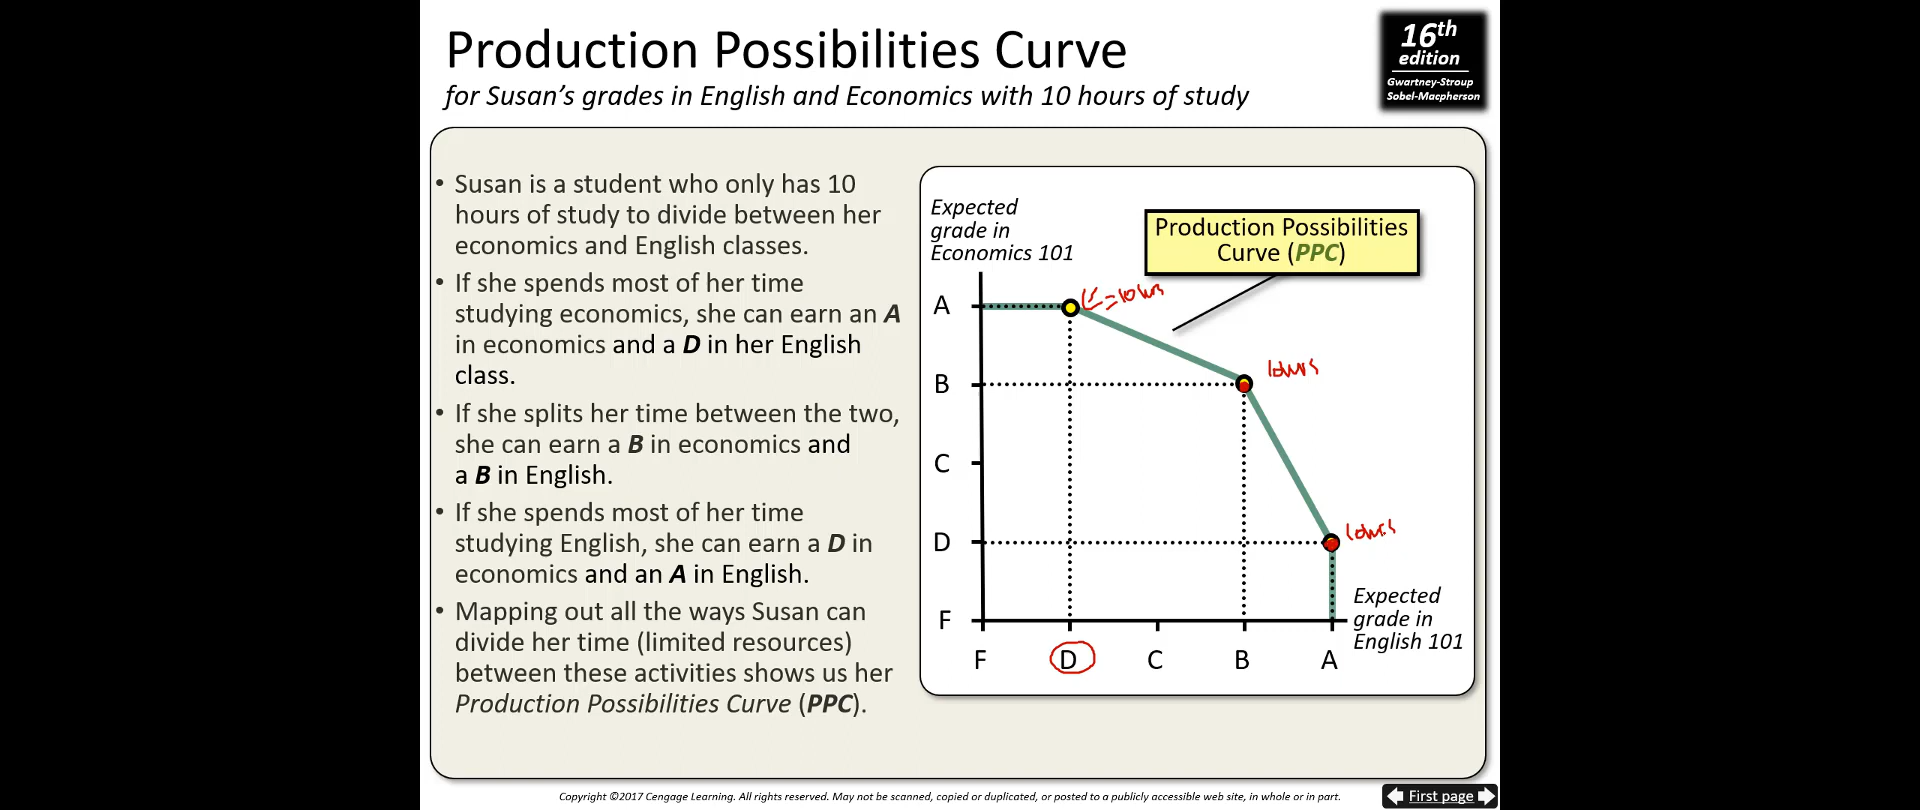 Production Possibilities Curve
for Susan's grades in English and Economics with 10 hours of study
16th
edition
Gwartney-Stroup
Sobel-Macpherson
• Susan is a student who only has 10
hours of study to divide between her
economics and English classes.
• If she spends most of her time
studying economics, she can earn an A
in economics and a D in her English
class.
• If she splits her time between the two,
she can earn a B in economics and
a B in English.
• If she spends most of her time
studying English, she can earn a D in
economics and an A in English.
• Mapping out all the ways Susan can
divide her time (limited resources)
between these activities shows us her
Production Possibilities Curve (PPC).
Expected
grade in
Economics 101
Production Possibilities
Curve (PPC)
A
= 10 hrs
B
10hrs
C
D
10hrs
F
Expected
grade in
English 101
F D C B A
Copyright ©2017 Cengage Learning. All rights reserved. May not be scanned, copied or duplicated, or posted to a publicly accessible web site, in whole or in part.
First page